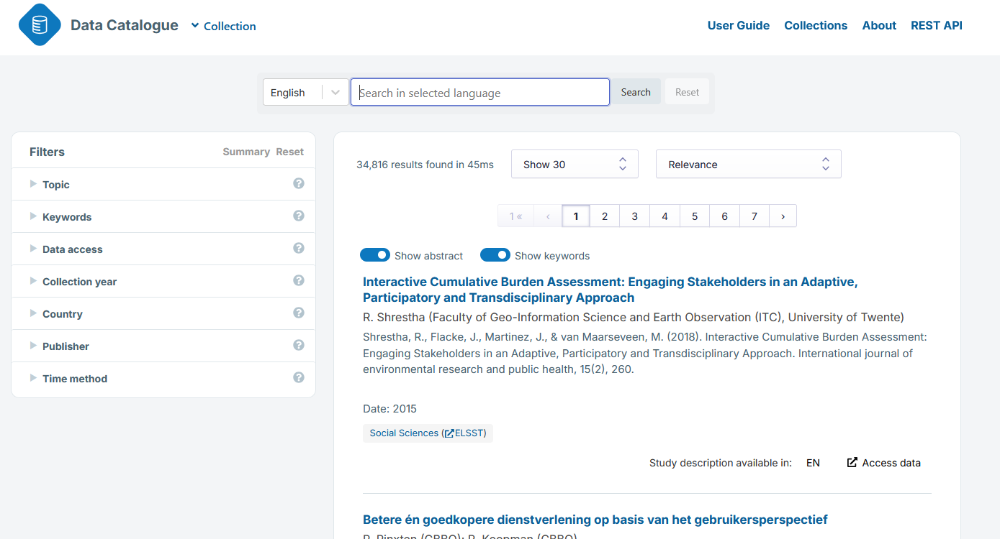 Data Catalogue
Collection
User Guide
Collections
About
REST API
English
Search in selected language
Search
Reset
Filters
Summary
Reset
Topic
Keywords
Data access
Collection year
Country
Publisher
Time method
34,816 results found in 45ms
Show 30
Relevance
1 « ‹ 1 2 3 4 5 6 7 ›
Show abstract
Show keywords
Interactive Cumulative Burden Assessment: Engaging Stakeholders in an Adaptive,
Participatory and Transdisciplinary Approach
R. Shrestha (Faculty of Geo-Information Science and Earth Observation (ITC), University of Twente)
Shrestha, R., Flacke, J., Martinez, J., & van Maarseveen, M. (2018). Interactive Cumulative Burden Assessment:
Engaging Stakeholders in an Adaptive, Participatory and Transdisciplinary Approach. International journal of
environmental research and public health, 15(2), 260.
Date: 2015
Social Sciences (ELSST)
Study description available in: EN
Access data
Betere én goedkopere dienstverlening op basis van het gebruikersperspectief
R. Pinxten (CBBO); R. Koopman (CBBO)